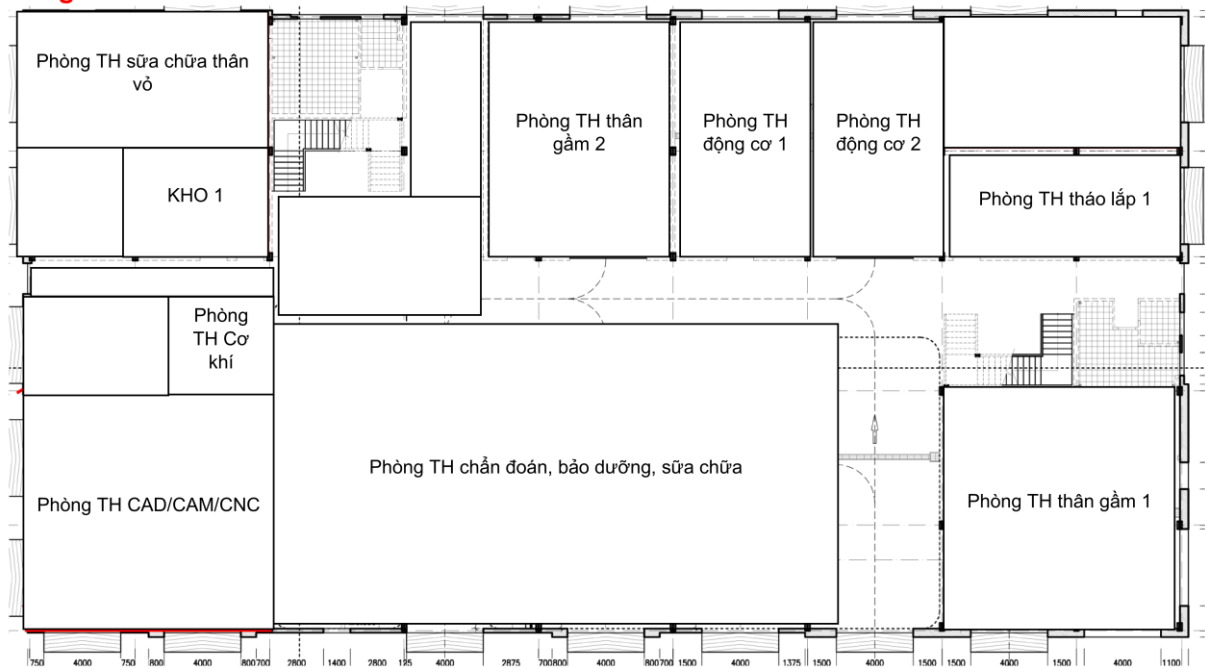 Phòng TH sữa chữa thân
vỏ
KHO 1
Phòng TH thân
gầm 2
Phòng TH
động cơ 1
Phòng TH
động cơ 2
Phòng TH tháo lắp 1
Phòng
TH Cơ
khí
Phòng TH CAD/CAM/CNC
Phòng TH chẩn đoán, bảo dưỡng, sữa chữa
Phòng TH thân gầm 1
750 4000 750 800 4000 800 700 2800 1400 2800 125 4000 2875 700 800 4000 800 700 1500 4000 1375 1500 4000 1500 1500 4000 1500 4000 1100